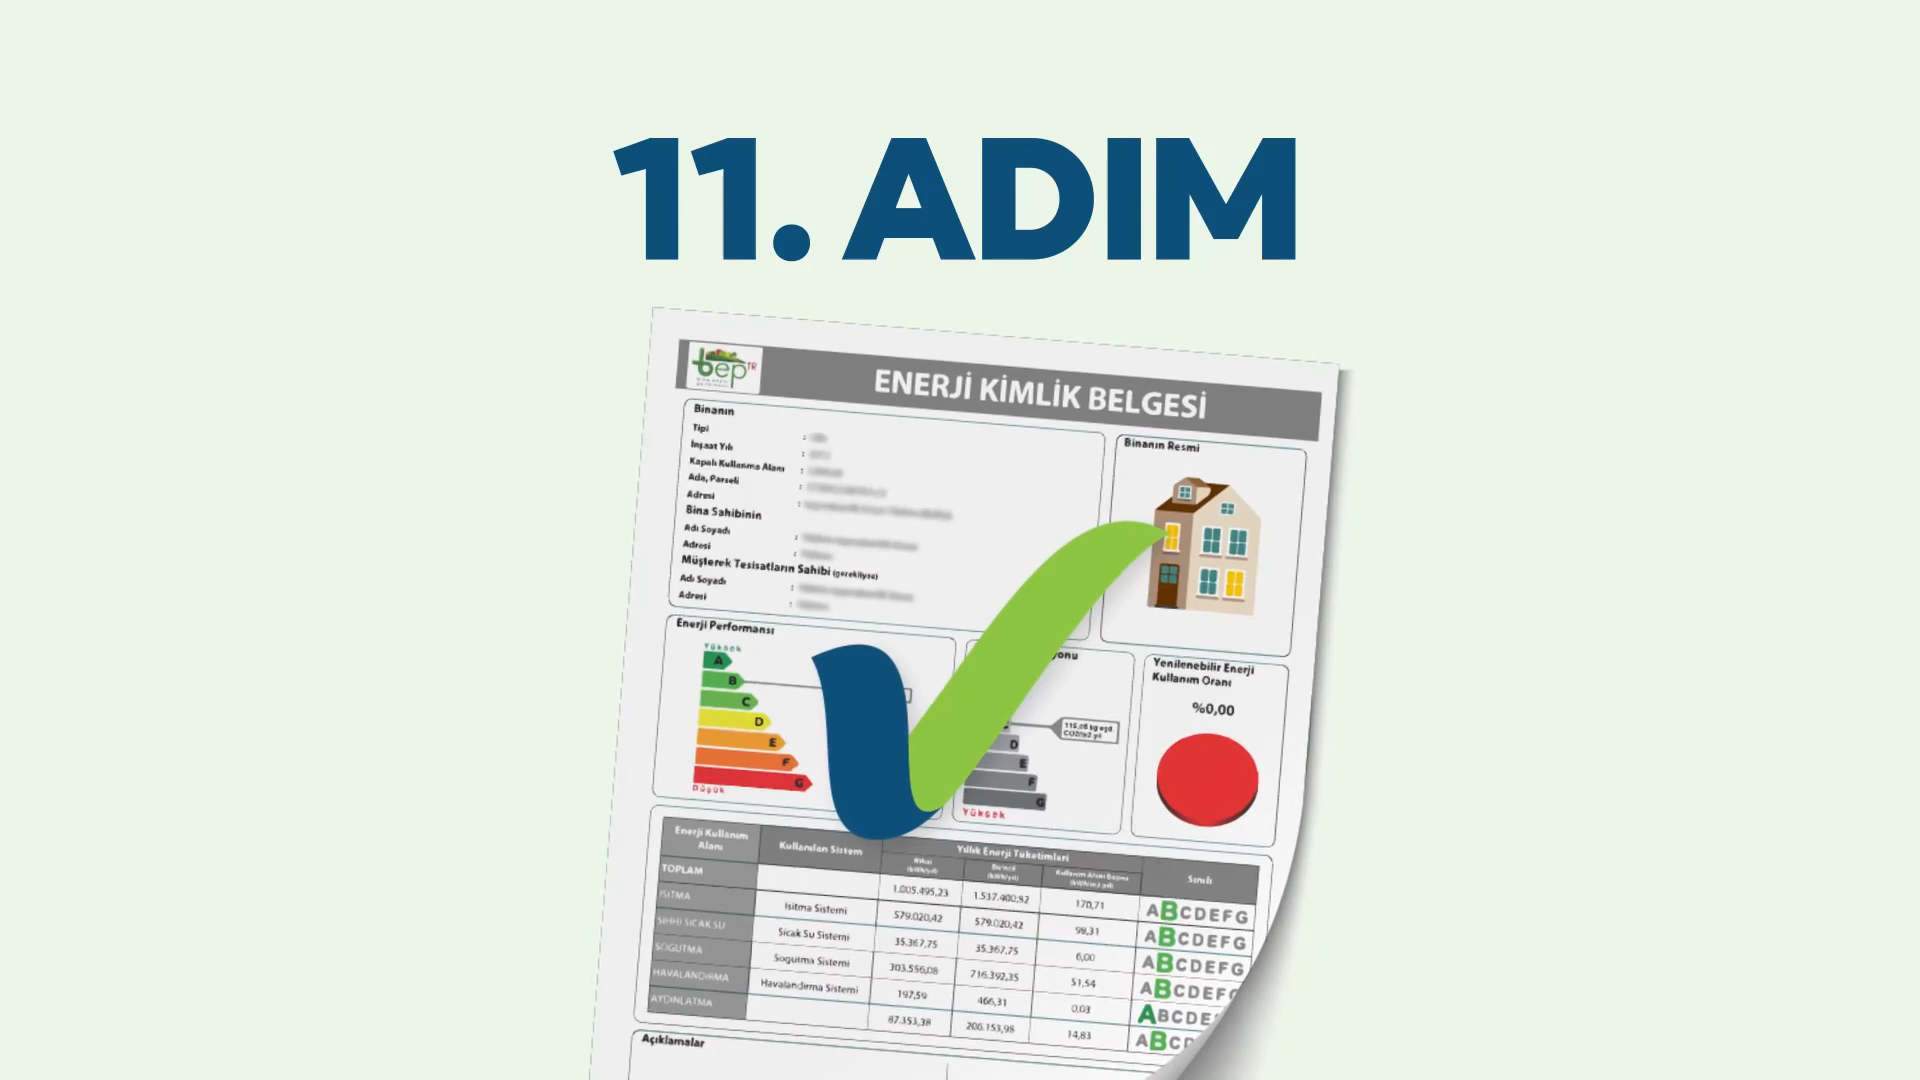 11. ADIM
bep TR
ENERJİ KİMLİK BELGESİ
Binanın
Tipi :
İnşaat Yılı :
Kapalı Kullanma Alanı :
Ada, Parseli :
Adresi :
Bina Sahibinin
Adı Soyadı :
Adresi :
Müşterek Tesisatların Sahibi (gerekliyse)
Adı Soyadı :
Adresi :
Binanın Resmi
Enerji Performansı
Yüksek
A
B
C
D
E
F
G
Düşük
yonu
D
E
F
G
Yüksek
Yenilenebilir Enerji
Kullanım Oranı
%0,00
Enerji Kullanım
Alanı
Kullanılan Sistem
Yıllık Enerji Tüketimleri
Sınıfı
TOPLAM 1.005.495,23 1.537.400,92 170,71 ABCDEFG
ISITMA Isıtma Sistemi 579.020,42 579.020,42 98,31 ABCDEFG
SIHHİ SICAK SU Sıcak Su Sistemi 35.367,75 35.367,75 6,00 ABCDEFG
SOĞUTMA Soğutma Sistemi 303.556,08 716.392,35 51,54 ABCDEFG
HAVALANDIRMA Havalandırma Sistemi 197,59 466,31 0,03 ABCDE
AYDINLATMA 87.353,38 206.153,98 14,83 ABC
Açıklamalar